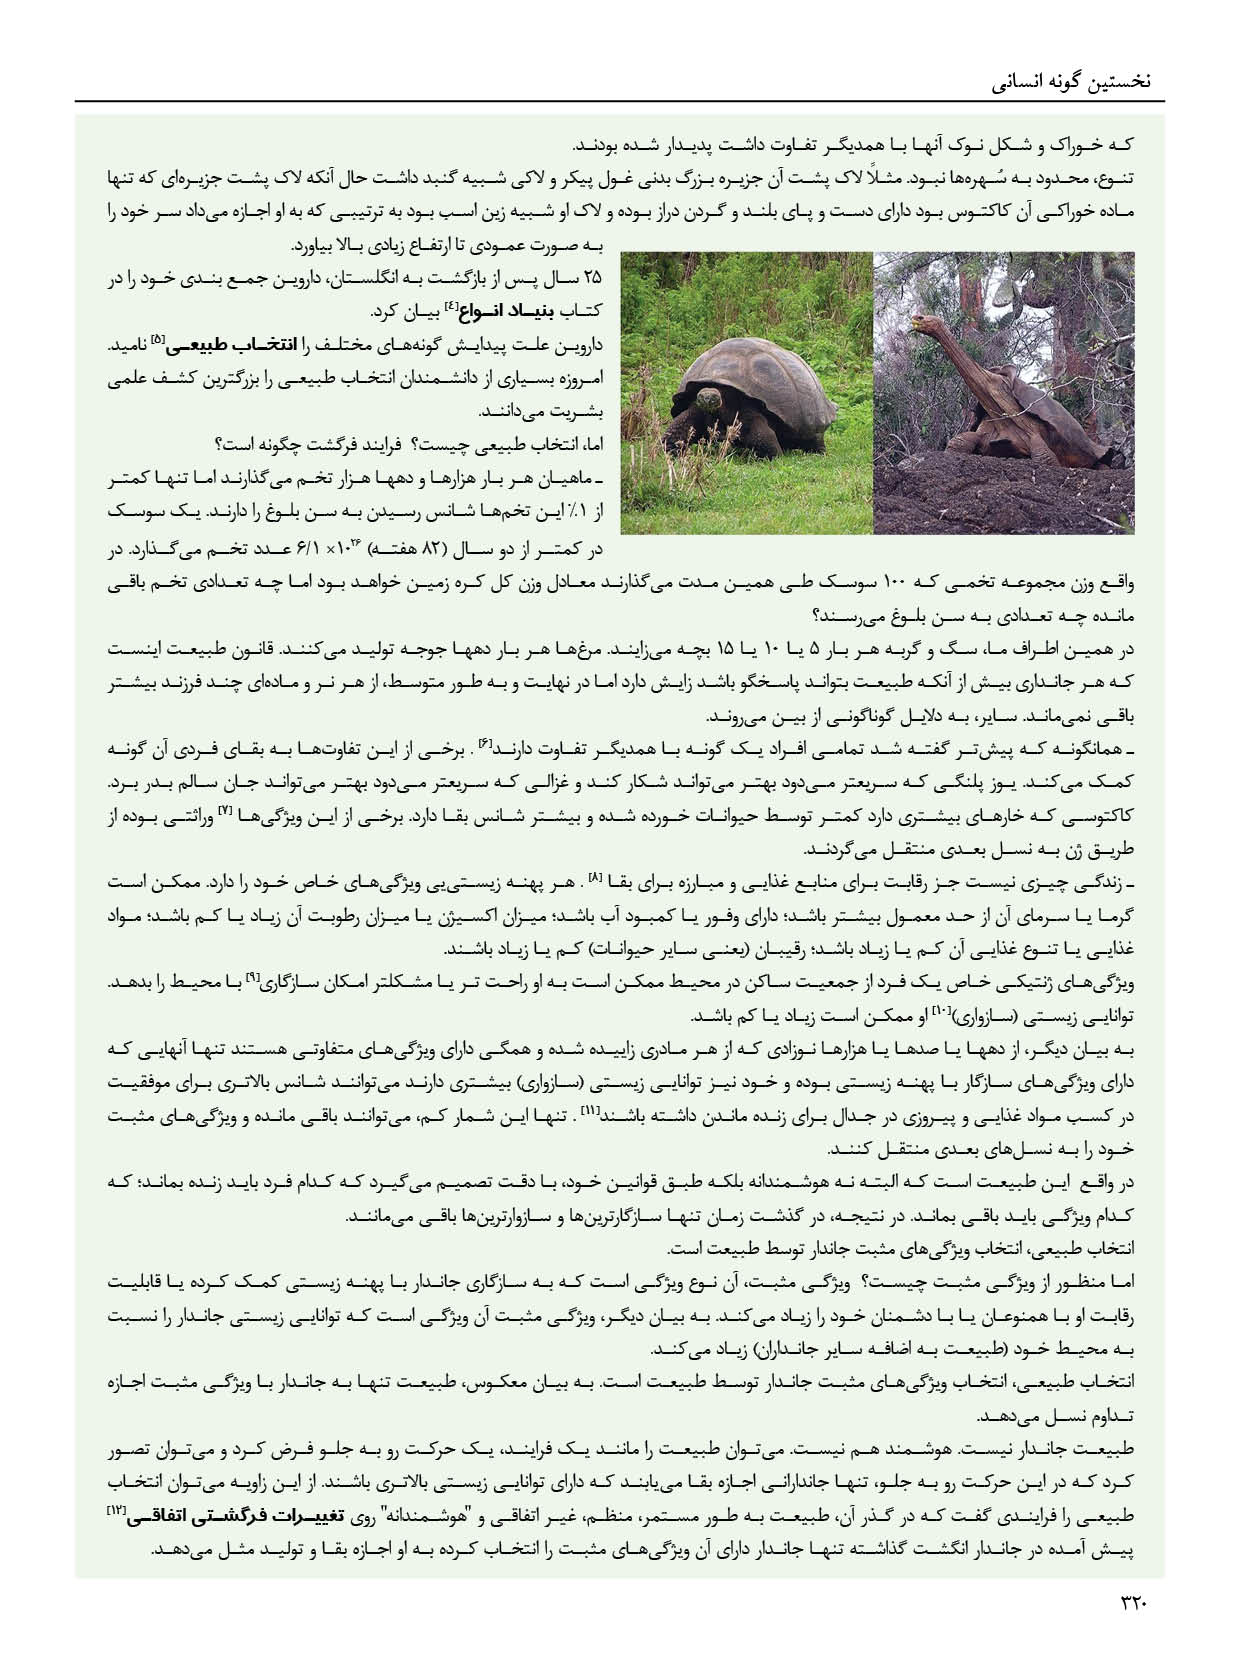 نخستین گونه انسانی
که خوراک و شکل نوک آنها با همدیگر تفاوت داشت پدیدار شده بودند.
تنوع، محدود به سُهره‌ها نبود. مثلاً لاک پشت آن جزیره بزرگ بدنی غول پیکر و لاکی شبیه گنبد داشت حال آنکه لاک پشت جزیره‌ای که تنها
ماده خوراکی آن کاکتوس بود دارای دست و پای بلند و گردن دراز بوده و لاک او شبیه زین اسب بود به ترتیبی که به او اجازه می‌داد سر خود را
به صورت عمودی تا ارتفاع زیادی بالا بیاورد.
۲۵ سال پس از بازگشت به انگلستان، داروین جمع بندی خود را در
کتاب بنیاد انواع[۴] بیان کرد.
داروین علت پیدایش گونه‌های مختلف را انتخاب طبیعی[۵] نامید.
امروزه بسیاری از دانشمندان انتخاب طبیعی را بزرگترین کشف علمی
بشریت می‌دانند.
اما، انتخاب طبیعی چیست؟ فرایند فرگشت چگونه است؟
ـ ماهیان هر بار هزارها و دهها هزار تخم می‌گذارند اما تنها کمتر
از ۱٪ این تخم‌ها شانس رسیدن به سن بلوغ را دارند. یک سوسک
در کمتر از دو سال (۸۲ هفته) ۱۰²⁶ × ۶/۱ عدد تخم می‌گذارد. در
واقع وزن مجموعه تخمی که ۱۰۰ سوسک طی همین مدت می‌گذارند معادل وزن کل کره زمین خواهد بود اما چه تعدادی تخم باقی
مانده چه تعدادی به سن بلوغ می‌رسند؟
در همین اطراف ما، سگ و گربه هر بار ۵ یا ۱۰ یا ۱۵ بچه می‌زایند. مرغ‌ها هر بار دهها جوجه تولید می‌کنند. قانون طبیعت اینست
که هر جانداری بیش از آنکه طبیعت بتواند پاسخگو باشد زایش دارد اما در نهایت و به طور متوسط، از هر نر و ماده‌ای چند فرزند بیشتر
باقی نمی‌ماند. سایر، به دلایل گوناگونی از بین می‌روند.
ـ همانگونه که پیش‌تر گفته شد تمامی افراد یک گونه با همدیگر تفاوت دارند[۶] . برخی از این تفاوت‌ها به بقای فردی آن گونه
کمک می‌کند. یوز پلنگی که سریعتر می‌دود بهتر می‌تواند شکار کند و غزالی که سریعتر می‌دود بهتر می‌تواند جان سالم بدر برد.
کاکتوسی که خارهای بیشتری دارد کمتر توسط حیوانات خورده شده و بیشتر شانس بقا دارد. برخی از این ویژگی‌ها [۷] وراثتی بوده از
طریق ژن به نسل بعدی منتقل می‌گردند.
ـ زندگی چیزی نیست جز رقابت برای منابع غذایی و مبارزه برای بقا [۸] . هر پهنه زیستی‌یی ویژگی‌های خاص خود را دارد. ممکن است
گرما یا سرمای آن از حد معمول بیشتر باشد؛ دارای وفور یا کمبود آب باشد؛ میزان اکسیژن یا میزان رطوبت آن زیاد یا کم باشد؛ مواد
غذایی یا تنوع غذایی آن کم یا زیاد باشد؛ رقیبان (یعنی سایر حیوانات) کم یا زیاد باشند.
ویژگی‌های ژنتیکی خاص یک فرد از جمعیت ساکن در محیط ممکن است به او راحت تر یا مشکلتر امکان سازگاری[۹] با محیط را بدهد.
توانایی زیستی (سازواری)[۱۰] او ممکن است زیاد یا کم باشد.
به بیان دیگر، از دهها یا صدها یا هزارها نوزادی که از هر مادری زاییده شده و همگی دارای ویژگی‌های متفاوتی هستند تنها آنهایی که
دارای ویژگی‌های سازگار با پهنه زیستی بوده و خود نیز توانایی زیستی (سازواری) بیشتری دارند می‌توانند شانس بالاتری برای موفقیت
در کسب مواد غذایی و پیروزی در جدال برای زنده ماندن داشته باشند[۱۱] . تنها این شمار کم، می‌توانند باقی مانده و ویژگی‌های مثبت
خود را به نسل‌های بعدی منتقل کنند.
در واقع این طبیعت است که البته نه هوشمندانه بلکه طبق قوانین خود، با دقت تصمیم می‌گیرد که کدام فرد باید زنده بماند؛ که
کدام ویژگی باید باقی بماند. در نتیجه، در گذشت زمان تنها سازگارترین‌ها و سازوارترین‌ها باقی می‌مانند.
انتخاب طبیعی، انتخاب ویژگی‌های مثبت جاندار توسط طبیعت است.
اما منظور از ویژگی مثبت چیست؟ ویژگی مثبت، آن نوع ویژگی است که به سازگاری جاندار با پهنه زیستی کمک کرده یا قابلیت
رقابت او با همنوعان یا با دشمنان خود را زیاد می‌کند. به بیان دیگر، ویژگی مثبت آن ویژگی است که توانایی زیستی جاندار را نسبت
به محیط خود (طبیعت به اضافه سایر جانداران) زیاد می‌کند.
انتخاب طبیعی، انتخاب ویژگی‌های مثبت جاندار توسط طبیعت است. به بیان معکوس، طبیعت تنها به جاندار با ویژگی مثبت اجازه
تداوم نسل می‌دهد.
طبیعت جاندار نیست. هوشمند هم نیست. می‌توان طبیعت را مانند یک فرایند، یک حرکت رو به جلو فرض کرد و می‌توان تصور
کرد که در این حرکت رو به جلو، تنها جاندارانی اجازه بقا می‌یابند که دارای توانایی زیستی بالاتری باشند. از این زاویه می‌توان انتخاب
طبیعی را فرایندی گفت که در گذر آن، طبیعت به طور مستمر، منظم، غیر اتفاقی و "هوشمندانه" روی تغییرات فرگشتی اتفاقی[۱۲]
پیش آمده در جاندار انگشت گذاشته تنها جاندار دارای آن ویژگی‌های مثبت را انتخاب کرده به او اجازه بقا و تولید مثل می‌دهد.
۳۲۰